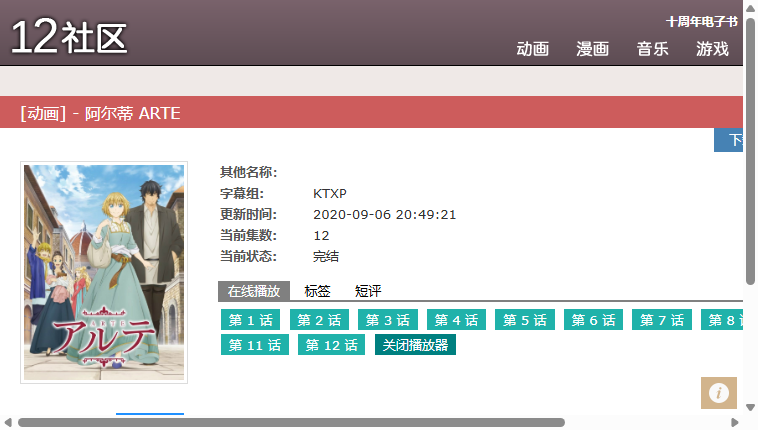 12社区
十周年电子书
动画 漫画 音乐 游戏
[动画] - 阿尔蒂 ARTE
其他名称:
字幕组: KTXP
更新时间: 2020-09-06 20:49:21
当前集数: 12
当前状态: 完结
在线播放 标签 短评
第 1 话 第 2 话 第 3 话 第 4 话 第 5 话 第 6 话 第 7 话 第 8
第 11 话 第 12 话 关闭播放器
ARTE
アルテ
i